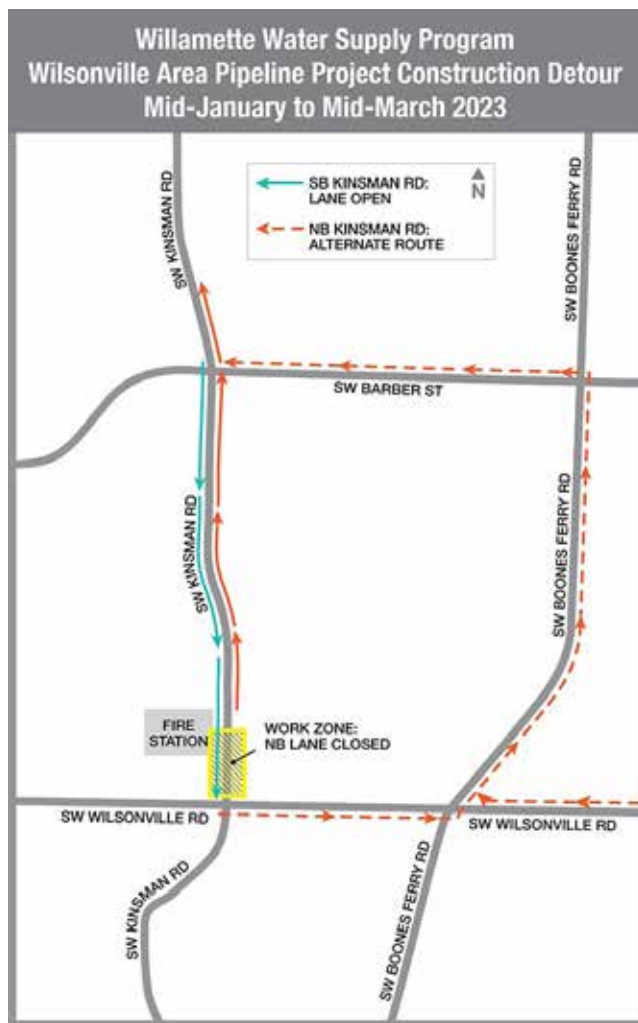 Willamette Water Supply Program
Wilsonville Area Pipeline Project Construction Detour
Mid-January to Mid-March 2023
SB KINSMAN RD:
LANE OPEN
N
NB KINSMAN RD:
ALTERNATE ROUTE
SW KINSMAN RD
SW BOONES FERRY RD
SW BARBER ST
SW KINSMAN RD
SW BOONES FERRY RD
FIRE
STATION
WORK ZONE:
NB LANE CLOSED
SW WILSONVILLE RD
SW WILSONVILLE RD
SW KINSMAN RD
SW BOONES FERRY RD